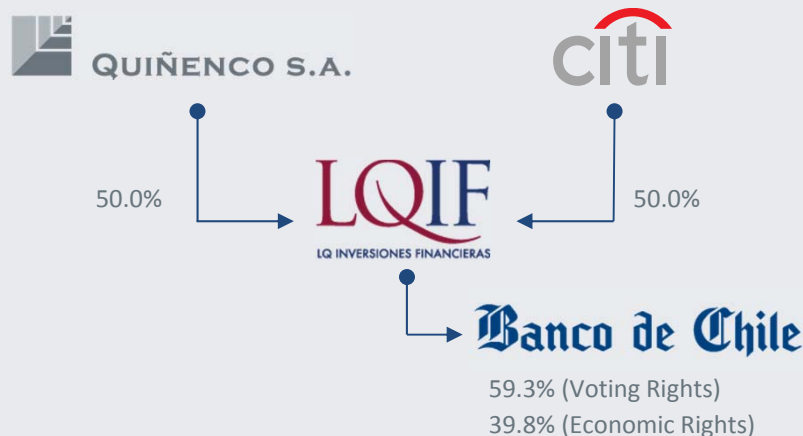 QUIÑENCO S.A.
citi
50.0%
LQIF
50.0%
LQ INVERSIONES FINANCIERAS
Banco de Chile
59.3% (Voting Rights)
39.8% (Economic Rights)